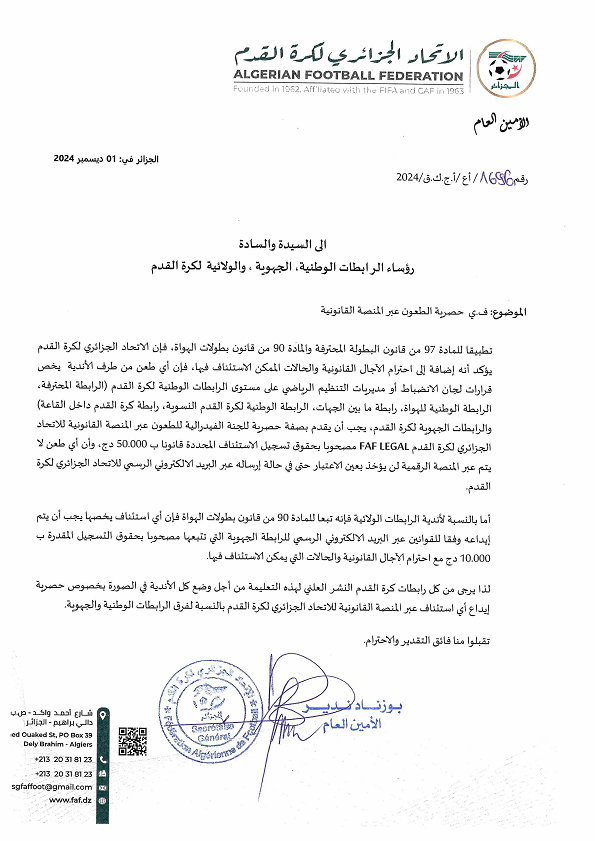 الاتحاد الجزائري لكرة القدم
ALGERIAN FOOTBALL FEDERATION
Founded in 1962, Affiliated with the FIFA and CAF in 1963
الجزائر
الأمين العام
الجزائر في: 01 ديسمبر 2024
رقم 1696/أع/أ.ج.ك.ق/2024
الى السيدة والسادة
رؤساء الرابطات الوطنية، الجهوية ، والولائية لكرة القدم
الموضوع: ف.ي حصرية الطعون عبر المنصة القانونية
تطبيقا للمادة 97 من قانون البطولة المحترفة والمادة 90 من قانون بطولات الهواة، فإن الاتحاد الجزائري لكرة القدم
يؤكد أنه إضافة إلى احترام الآجال القانونية والحالات الممكن الاستئناف فيها، فإن أي طعن من طرف الأندية يخص
قرارات لجان الانضباط أو مديريات التنظيم الرياضي على مستوى الرابطات الوطنية لكرة القدم (الرابطة المحترفة،
الرابطة الوطنية للهواة، رابطة ما بين الجهات، الرابطة الوطنية لكرة القدم النسوية، رابطة كرة القدم داخل القاعة)
والرابطات الجهوية لكرة القدم، يجب أن يقدم بصفة حصرية للجنة الفيدرالية للطعون عبر المنصة القانونية للاتحاد
الجزائري لكرة القدم FAF LEGAL مصحوبا بحقوق تسجيل الاستئناف المحددة قانونا ب 50.000 دج، وأن أي طعن لا
يتم عبر المنصة الرقمية لن يؤخذ بعين الاعتبار حتى في حالة إرساله عبر البريد الالكتروني الرسمي للاتحاد الجزائري لكرة
القدم.
أما بالنسبة لأندية الرابطات الولائية فإنه تبعا للمادة 90 من قانون بطولات الهواة فإن أي استئناف يخصها يجب أن يتم
إيداعه وفقا للقوانين عبر البريد الالكتروني الرسمي للرابطة الجهوية التي تتبعها مصحوبا بحقوق التسجيل المقدرة ب
10.000 دج مع احترام الآجال القانونية والحالات التي يمكن الاستئناف فيها.
لذا يرجى من كل رابطات كرة القدم النشر العلني لهذه التعليمة من أجل وضع كل الأندية في الصورة بخصوص حصرية
إيداع أي استئناف عبر المنصة القانونية للاتحاد الجزائري لكرة القدم بالنسبة لفرق الرابطات الوطنية والجهوية.
تقبلوا منا فائق التقدير والاحترام.
بوزناد نديـر
الأمين العام
الاتحاد الجزائري لكرة القدم
Secrétaire
Général
Fédération Algérienne de Football
شارع أحمد واكد - ص.ب
دالي براهيم - الجزائر:
ed Ouaked St, PO Box 39
Dely Brahim - Algiers
+213 20 31 81 23
+213 20 31 81 23
sgfaffoot@gmail.com
www.faf.dz